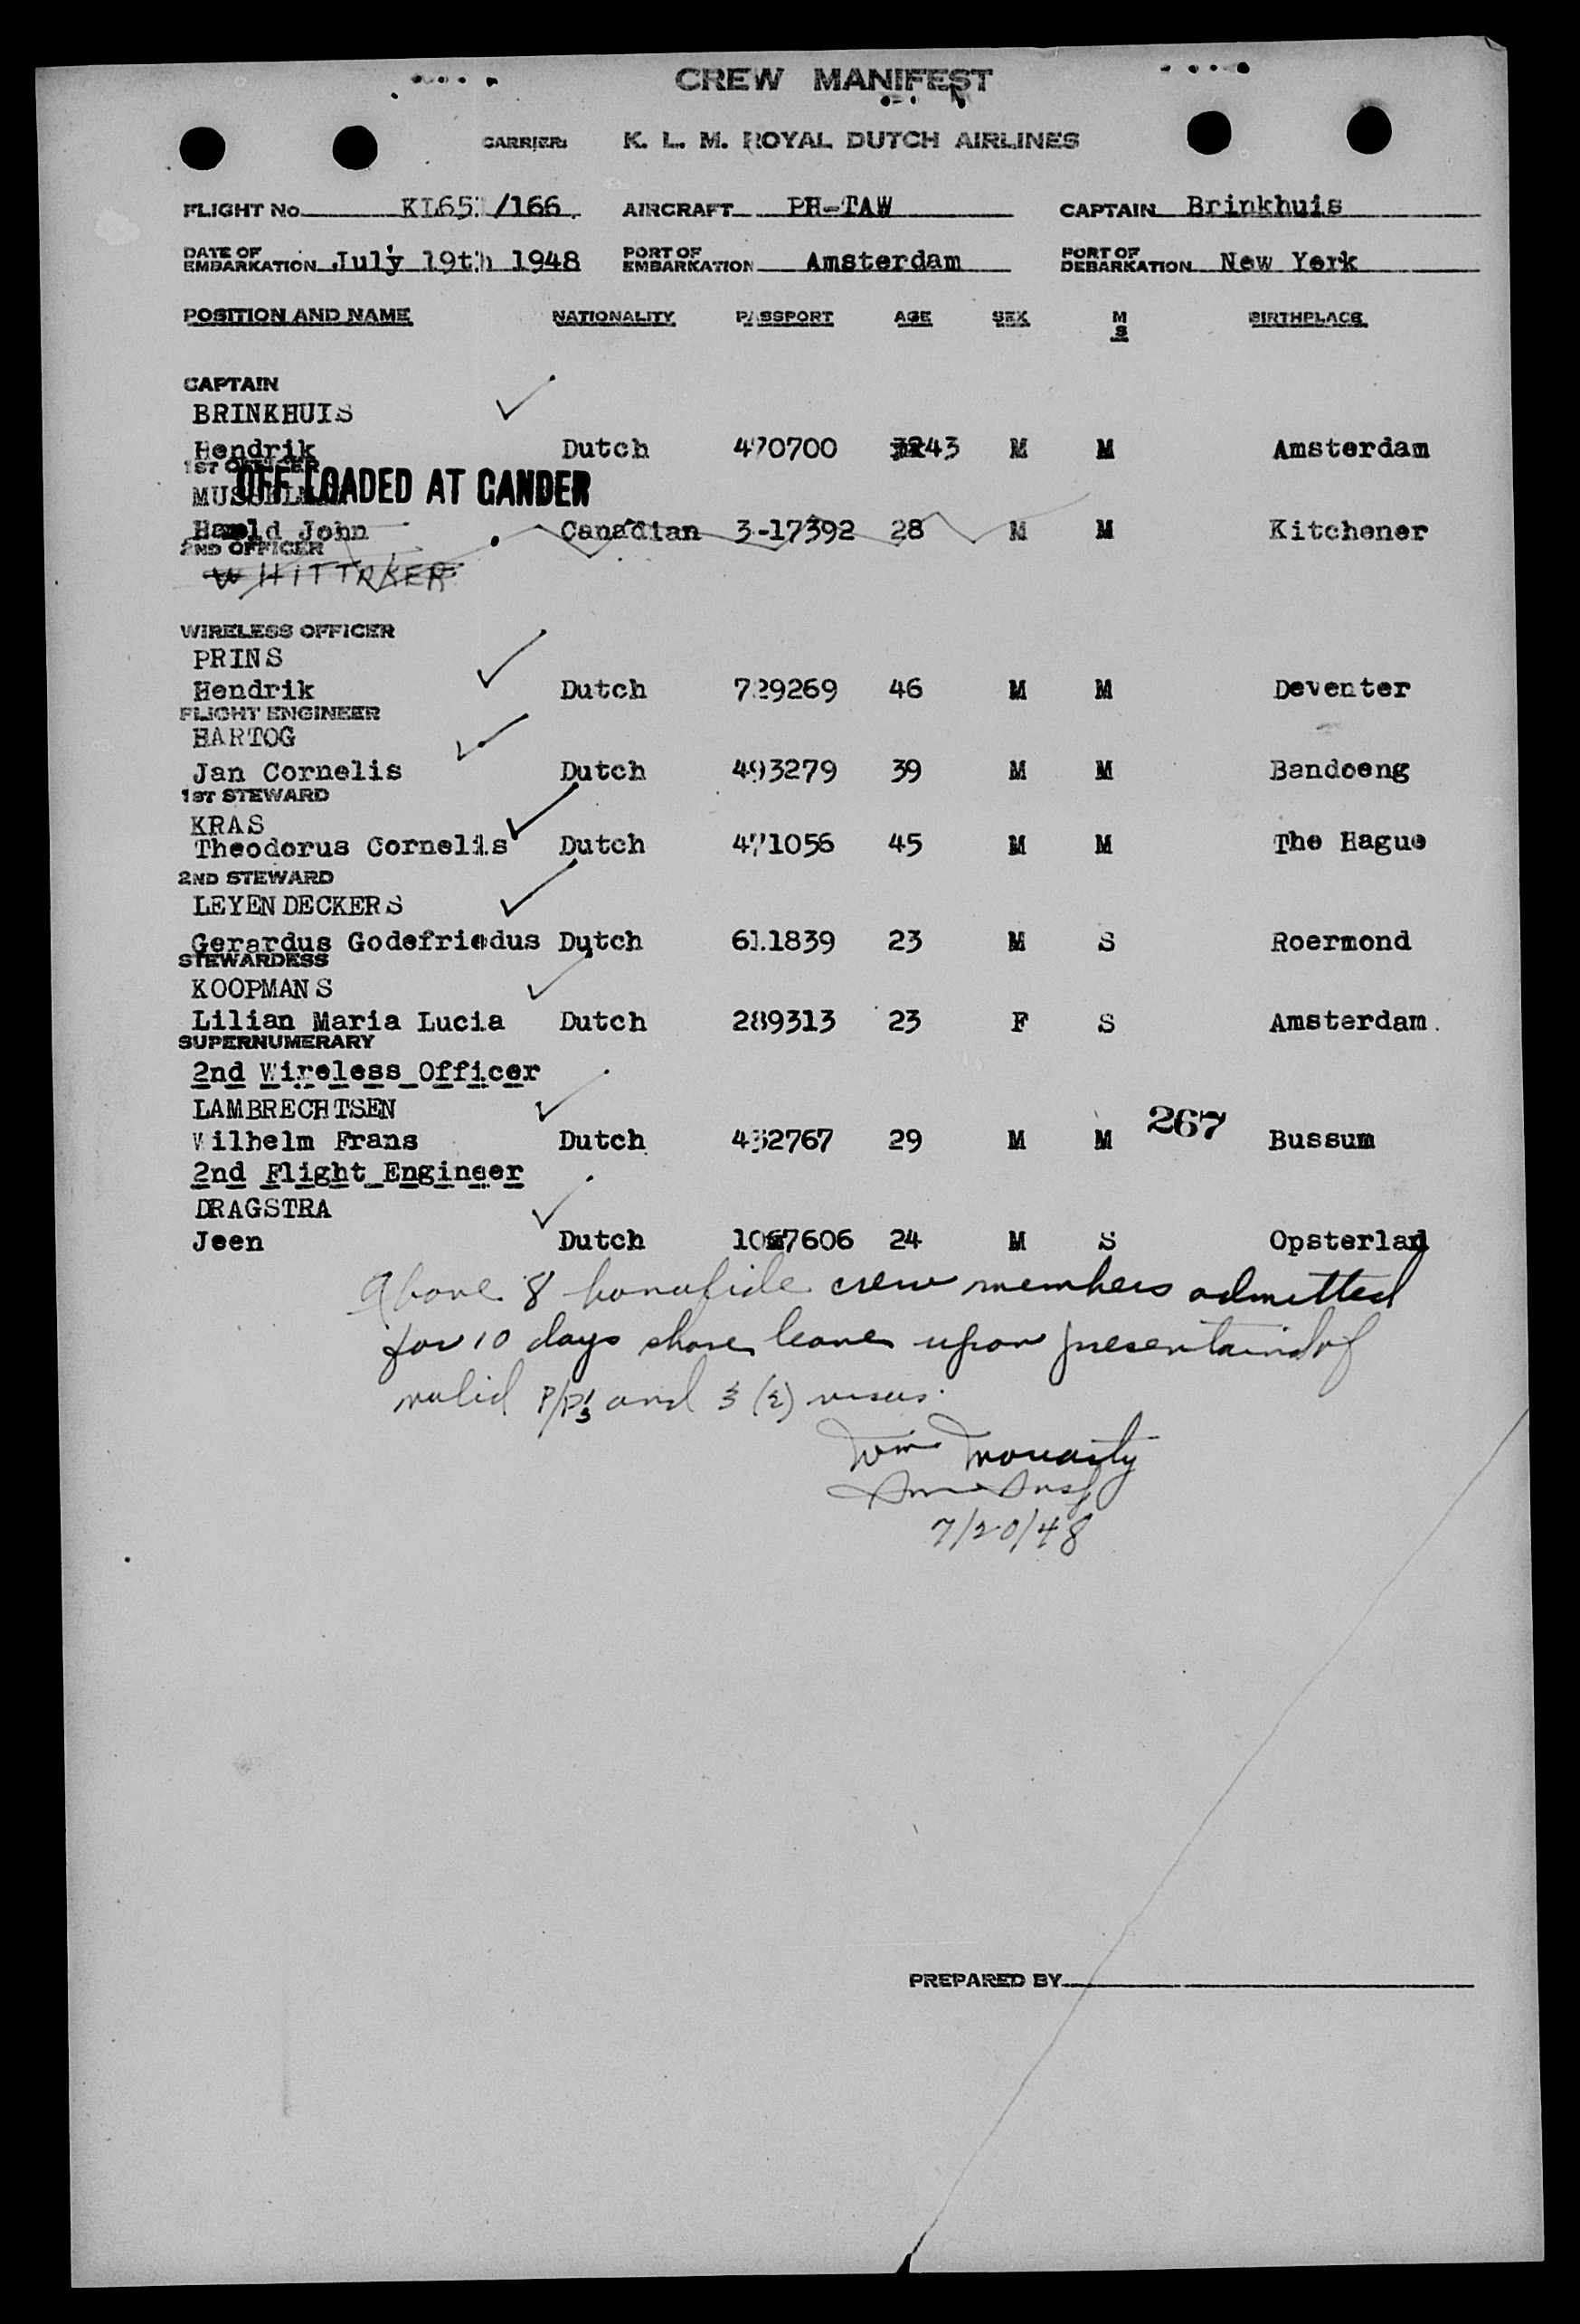 CREW MANIFEST
CARRIER: K. L. M. ROYAL DUTCH AIRLINES
FLIGHT No. KL65 /166. AIRCRAFT PH-TAW CAPTAIN Brinkhuis
DATE OF EMBARKATION July 19th 1948 PORT OF EMBARKATION Amsterdam PORT OF DEBARKATION New York
POSITION AND NAME NATIONALITY PASSPORT AGE SEX M S BIRTHPLACE
CAPTAIN
BRINKHUIS
Hendrik Dutch 470700 43 M M Amsterdam
1ST OFFICER
OFF LOADED AT GANDER
Harold John Canadian 3-17392 28 M M Kitchener
2ND OFFICER
WHITTAKER
WIRELESS OFFICER
PRINS
Hendrik Dutch 729269 46 M M Deventer
FLIGHT ENGINEER
HARTOG
Jan Cornelis Dutch 493279 39 M M Bandoeng
1ST STEWARD
KRAS
Theodorus Cornelis Dutch 471056 45 M M The Hague
2ND STEWARD
LEYENDECKERS
Gerardus Godefriedus Dutch 611839 23 M S Roermond
STEWARDESS
KOOPMANS
Lilian Maria Lucia Dutch 289313 23 F S Amsterdam.
SUPERNUMERARY
2nd Wireless Officer
LAMBRECHTSEN
267
Wilhelm Frans Dutch 29 M M Bussum
2nd Flight Engineer
DRAGSTRA
Jeen Dutch 1067606 24 M S Opsterland
Above 8 bonafide crew members admitted
for 10 days shore leave upon of
valid P/P's and 3 (2) visas.
Wm Moriarty
Imm Insp
7/20/48
PREPARED BY